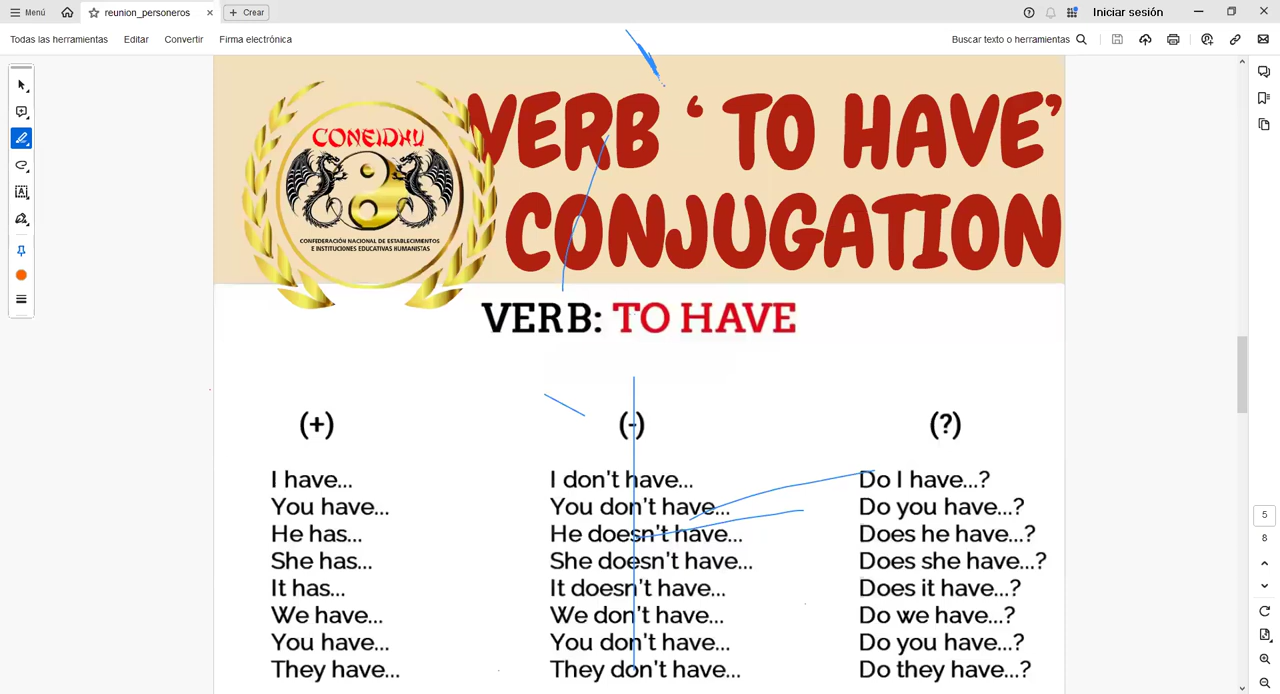 Menú reunion_personeros Crear Iniciar sesión
Todas las herramientas Editar Convertir Firma electrónica Buscar texto o herramientas
CONEIDHU
CONFEDERACIÓN NACIONAL DE ESTABLECIMIENTOS
E INSTITUCIONES EDUCATIVAS HUMANISTAS
VERB ‘ TO HAVE’
CONJUGATION
VERB: TO HAVE
(+) (-) (?)
I have... I don't have... Do I have...?
You have... You don't have... Do you have...?
He has... He doesn't have... Does he have...?
She has... She doesn't have... Does she have...?
It has... It doesn't have... Does it have...?
We have... We don't have... Do we have...?
You have... You don't have... Do you have...?
They have... They don't have... Do they have...?
5
8